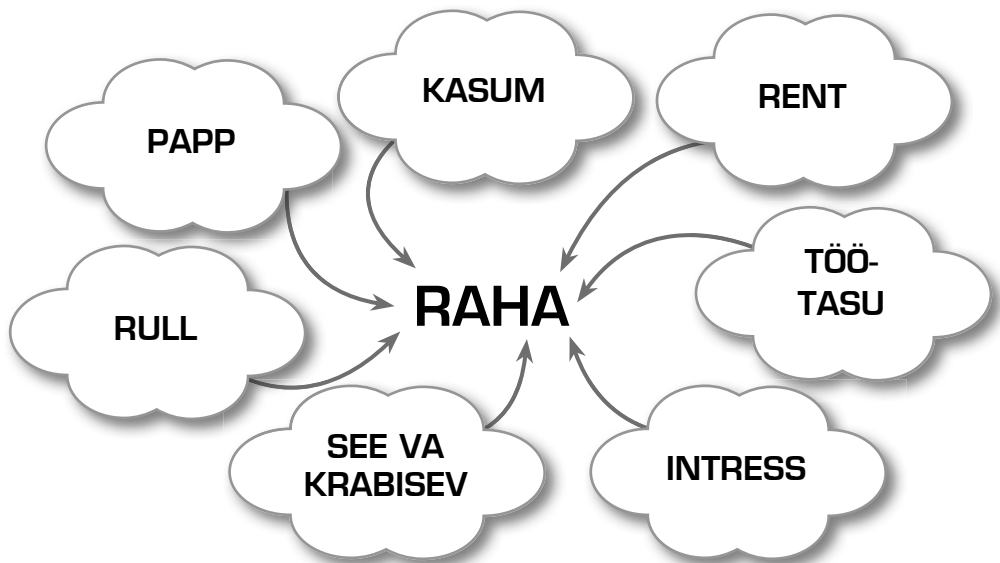 KASUM
RENT
PAPP
TÖÖ-
TASU
RAHA
RULL
SEE VA
KRABISEV
INTRESS